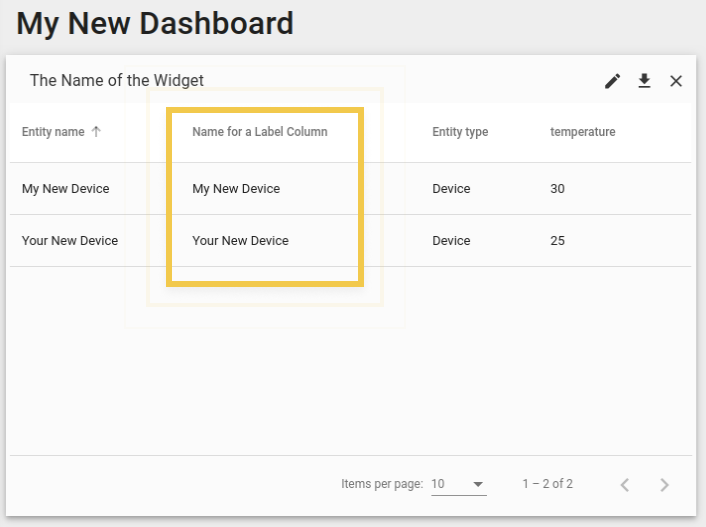 My New Dashboard
The Name of the Widget
Entity name Name for a Label Column Entity type temperature
My New Device My New Device Device 30
Your New Device Your New Device Device 25
Items per page: 10 1 – 2 of 2